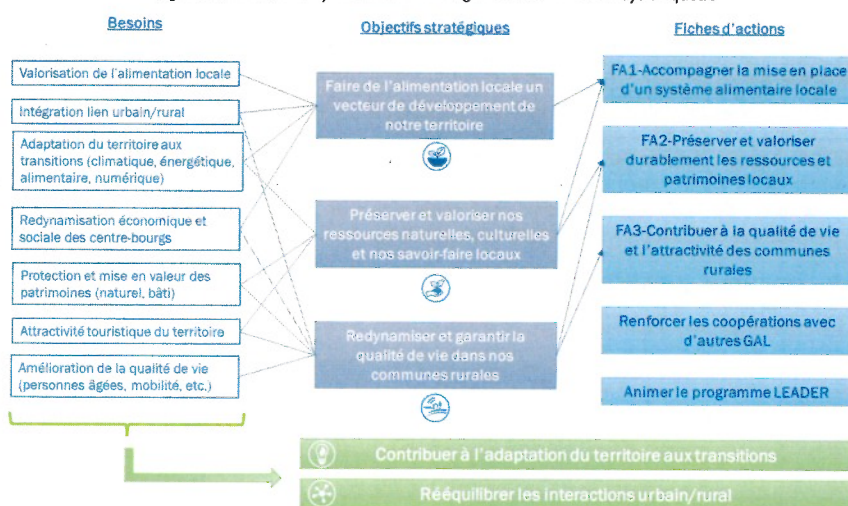 Besoins
Objectifs stratégiques
Fiches d'actions
Valorisation de l'alimentation locale
Intégration lien urbain/rural
Adaptation du territoire aux
transitions (climatique, énergétique,
alimentaire, numérique)
Redynamisation économique et
sociale des centre-bourgs
Protection et mise en valeur des
patrimoines (naturel, bâti)
Attractivité touristique du territoire
Amélioration de la qualité de vie
(personnes âgées, mobilité, etc.)
Faire de l'alimentation locale un
vecteur de développement de
notre territoire
Préserver et valoriser nos
ressources naturelles, culturelles
et nos savoir-faire locaux
Redynamiser et garantir la
qualité de vie dans nos
communes rurales
FA1-Accompagner la mise en place
d'un système alimentaire locale
FA2-Préserver et valoriser
durablement les ressources et
patrimoines locaux
FA3-Contribuer à la qualité de vie
et l'attractivité des communes
rurales
Renforcer les coopérations avec
d'autres GAL
Animer le programme LEADER
Contribuer à l'adaptation du territoire aux transitions
Rééquilibrer les interactions urbain/rural